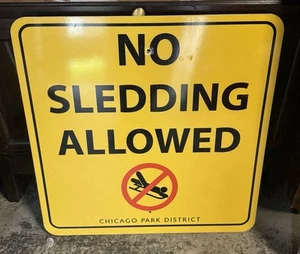 NO
SLEDDING
ALLOWED
CHICAGO PARK DISTRICT